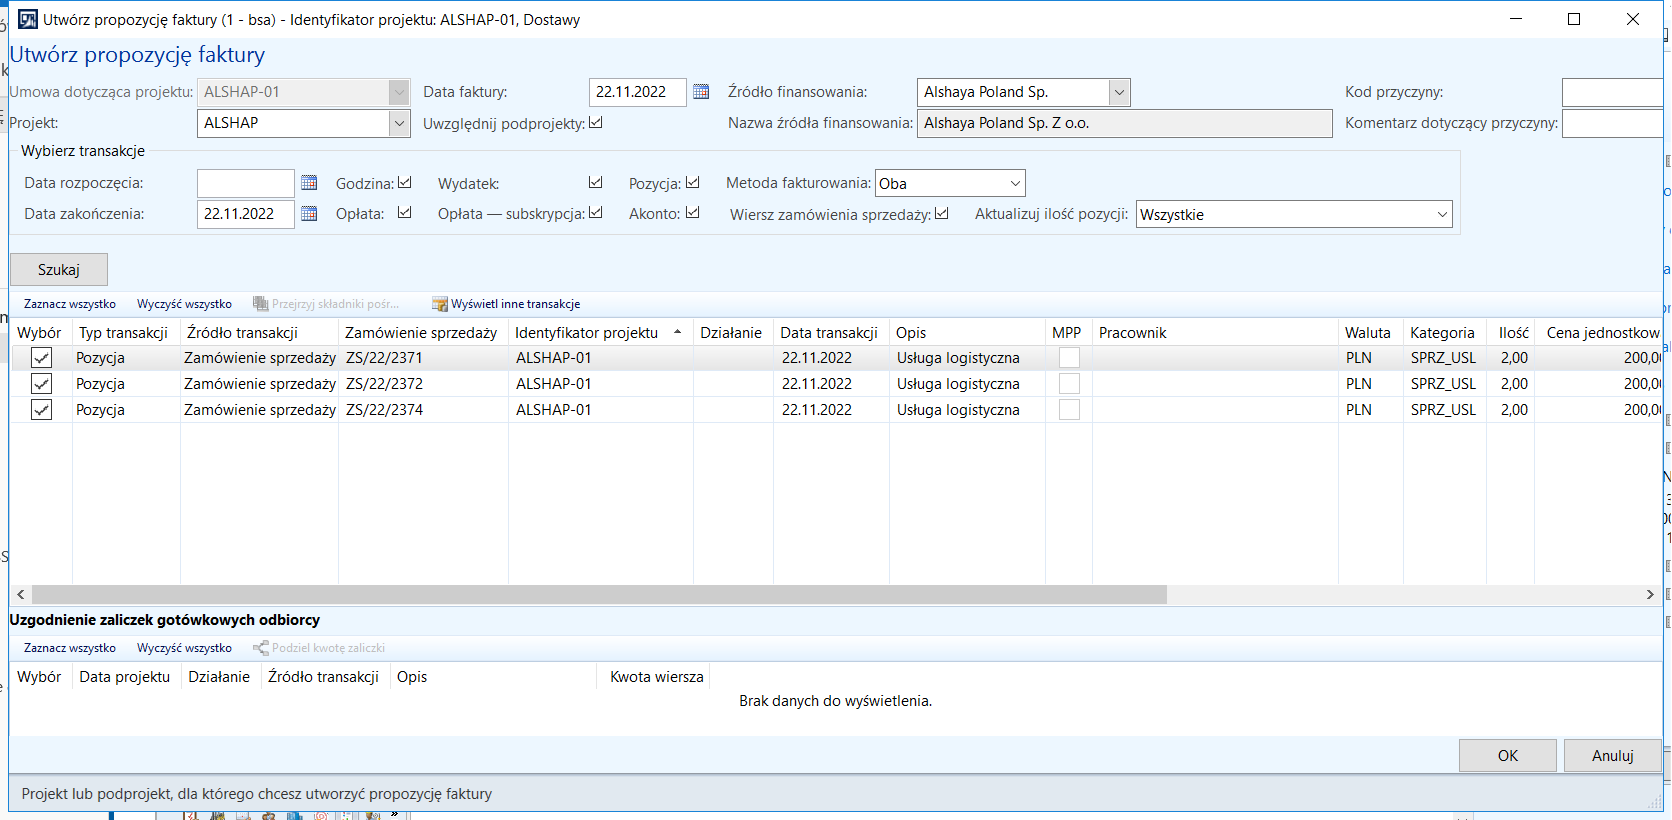 Utwórz propozycję faktury (1 - bsa) - Identyfikator projektu: ALSHAP-01, Dostawy
Utwórz propozycję faktury
Umowa dotycząca projektu: ALSHAP-01 Data faktury: 22.11.2022 Źródło finansowania: Alshaya Poland Sp. Kod przyczyny:
Projekt: ALSHAP Uwzględnij podprojekty: Nazwa źródła finansowania: Alshaya Poland Sp. Z o.o. Komentarz dotyczący przyczyny:
Wybierz transakcje
Data rozpoczęcia: Godzina: Wydatek: Pozycja: Metoda fakturowania: Oba
Data zakończenia: 22.11.2022 Opłata: Opłata — subskrypcja: Akonto: Wiersz zamówienia sprzedaży: Aktualizuj ilość pozycji: Wszystkie
Szukaj
Zaznacz wszystko Wyczyść wszystko Przejrzyj składniki pośr... Wyświetl inne transakcje
Wybór Typ transakcji Źródło transakcji Zamówienie sprzedaży Identyfikator projektu Działanie Data transakcji Opis MPP Pracownik Waluta Kategoria Ilość Cena jednostkow
Pozycja Zamówienie sprzedaży ZS/22/2371 ALSHAP-01 22.11.2022 Usługa logistyczna PLN SPRZ_USL 2,00 200,0
Pozycja Zamówienie sprzedaży ZS/22/2372 ALSHAP-01 22.11.2022 Usługa logistyczna PLN SPRZ_USL 2,00 200,0
Pozycja Zamówienie sprzedaży ZS/22/2374 ALSHAP-01 22.11.2022 Usługa logistyczna PLN SPRZ_USL 2,00 200,0
Uzgodnienie zaliczek gotówkowych odbiorcy
Zaznacz wszystko Wyczyść wszystko Podziel kwotę zaliczki
Wybór Data projektu Działanie Źródło transakcji Opis Kwota wiersza
Brak danych do wyświetlenia.
OK Anuluj
Projekt lub podprojekt, dla którego chcesz utworzyć propozycję faktury